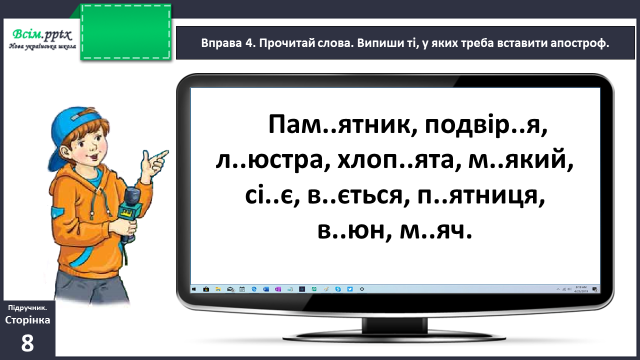 Всім.pptx
Нова українська школа
Вправа 4. Прочитай слова. Випиши ті, у яких треба вставити апостроф.
Пам..ятник, подвір..я,
л..юстра, хлоп..ята, м..який,
сі..є, в..ється, п..ятниця,
в..юн, м..яч.
Підручник.
Сторінка
8